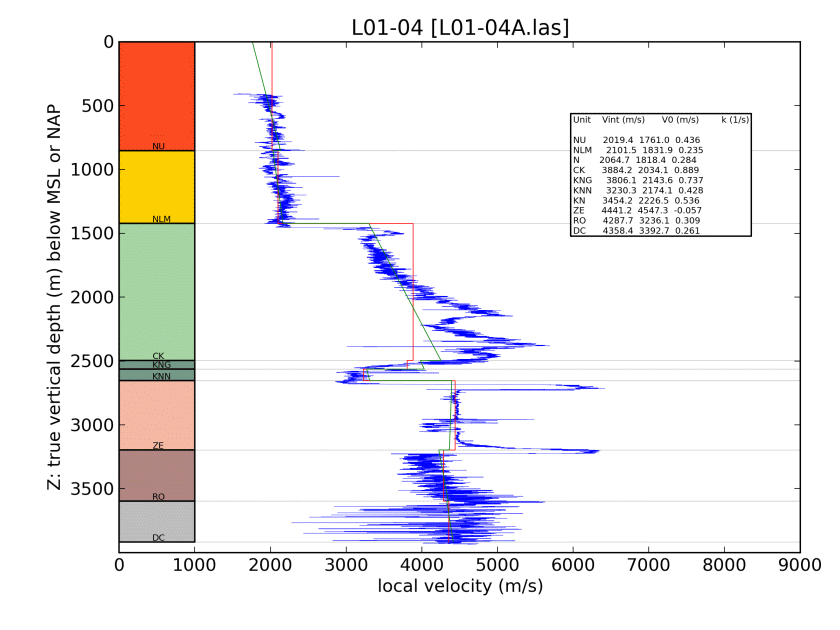 L01-04 [L01-04A.las]
Z: true vertical depth (m) below MSL or NAP
0
500
1000
1500
2000
2500
3000
3500
NU
NLM
CK
KNG
KNN
ZE
RO
DC
Unit Vint (m/s) V0 (m/s) k (1/s)
NU 2019.4 1761.0 0.436
NLM 2101.5 1831.9 0.235
N 2064.7 1818.4 0.284
CK 3884.2 2034.1 0.889
KNG 3806.1 2143.6 0.737
KNN 3230.3 2174.1 0.428
KN 3454.2 2226.5 0.536
ZE 4441.2 4547.3 -0.057
RO 4287.7 3236.1 0.309
DC 4358.4 3392.7 0.261
0 1000 2000 3000 4000 5000 6000 7000 8000 9000
local velocity (m/s)